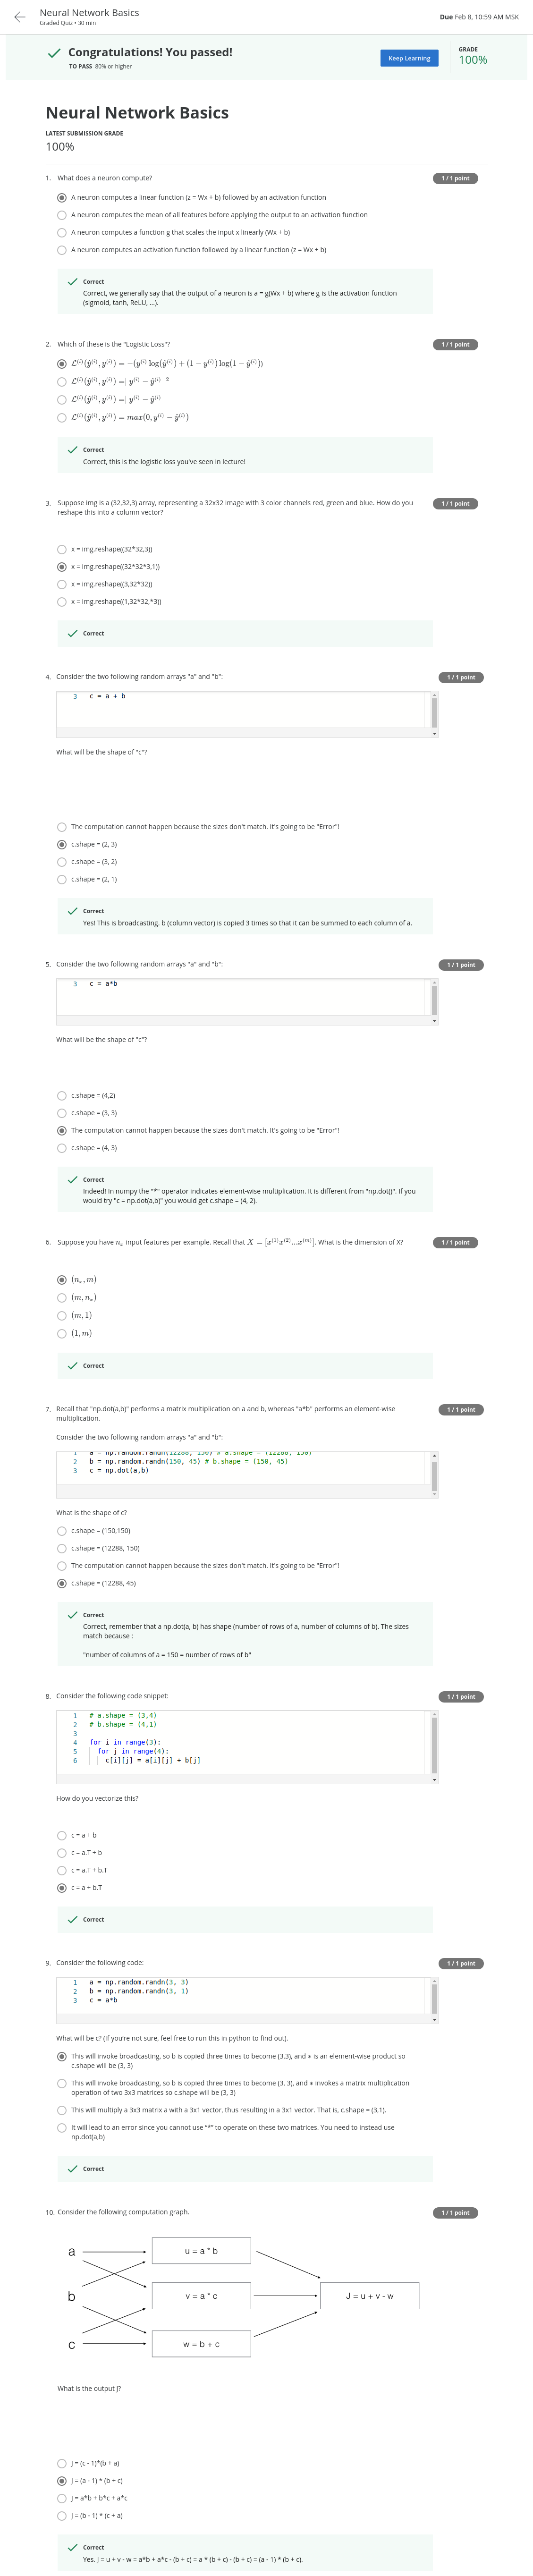 Neural Network Basics
Graded Quiz • 30 min
Due Feb 8, 10:59 AM MSK
Congratulations! You passed!
TO PASS 80% or higher
Keep Learning
GRADE
100%
Neural Network Basics
LATEST SUBMISSION GRADE
100%
1. What does a neuron compute?
1 / 1 point
A neuron computes a linear function (z = Wx + b) followed by an activation function
A neuron computes the mean of all features before applying the output to an activation function
A neuron computes a function g that scales the input x linearly (Wx + b)
A neuron computes an activation function followed by a linear function (z = Wx + b)
Correct
Correct, we generally say that the output of a neuron is a = g(Wx + b) where g is the activation function
(sigmoid, tanh, ReLU, ...).
2. Which of these is the "Logistic Loss"?
1 / 1 point
ℒ⁽ⁱ⁾(ŷ⁽ⁱ⁾, y⁽ⁱ⁾) = −(y⁽ⁱ⁾ log(ŷ⁽ⁱ⁾) + (1 − y⁽ⁱ⁾) log(1 − ŷ⁽ⁱ⁾))
ℒ⁽ⁱ⁾(ŷ⁽ⁱ⁾, y⁽ⁱ⁾) = | y⁽ⁱ⁾ − ŷ⁽ⁱ⁾ |²
ℒ⁽ⁱ⁾(ŷ⁽ⁱ⁾, y⁽ⁱ⁾) = | y⁽ⁱ⁾ − ŷ⁽ⁱ⁾ |
ℒ⁽ⁱ⁾(ŷ⁽ⁱ⁾, y⁽ⁱ⁾) = max(0, y⁽ⁱ⁾ − ŷ⁽ⁱ⁾)
Correct
Correct, this is the logistic loss you've seen in lecture!
3. Suppose img is a (32,32,3) array, representing a 32x32 image with 3 color channels red, green and blue. How do you
reshape this into a column vector?
1 / 1 point
x = img.reshape((32*32,3))
x = img.reshape((32*32*3,1))
x = img.reshape((3,32*32))
x = img.reshape((1,32*32,*3))
Correct
4. Consider the two following random arrays "a" and "b":
1 / 1 point
3 c = a + b
What will be the shape of "c"?
The computation cannot happen because the sizes don't match. It's going to be "Error"!
c.shape = (2, 3)
c.shape = (3, 2)
c.shape = (2, 1)
Correct
Yes! This is broadcasting. b (column vector) is copied 3 times so that it can be summed to each column of a.
5. Consider the two following random arrays "a" and "b":
1 / 1 point
3 c = a*b
What will be the shape of "c"?
c.shape = (4,2)
c.shape = (3, 3)
The computation cannot happen because the sizes don't match. It's going to be "Error"!
c.shape = (4, 3)
Correct
Indeed! In numpy the "*" operator indicates element-wise multiplication. It is different from "np.dot()". If you
would try "c = np.dot(a,b)" you would get c.shape = (4, 2).
6. Suppose you have nₓ input features per example. Recall that X = [x⁽¹⁾x⁽²⁾...x⁽ᵐ⁾]. What is the dimension of X?
1 / 1 point
(nₓ, m)
(m, nₓ)
(m, 1)
(1, m)
Correct
7. Recall that "np.dot(a,b)" performs a matrix multiplication on a and b, whereas "a*b" performs an element-wise
multiplication.
1 / 1 point
Consider the two following random arrays "a" and "b":
1 a = np.random.randn(12288, 150) # a.shape = (12288, 150)
2 b = np.random.randn(150, 45) # b.shape = (150, 45)
3 c = np.dot(a,b)
What is the shape of c?
c.shape = (150,150)
c.shape = (12288, 150)
The computation cannot happen because the sizes don't match. It's going to be "Error"!
c.shape = (12288, 45)
Correct
Correct, remember that a np.dot(a, b) has shape (number of rows of a, number of columns of b). The sizes
match because :
"number of columns of a = 150 = number of rows of b"
8. Consider the following code snippet:
1 / 1 point
1 # a.shape = (3,4)
2 # b.shape = (4,1)
3
4 for i in range(3):
5 for j in range(4):
6 c[i][j] = a[i][j] + b[j]
How do you vectorize this?
c = a + b
c = a.T + b
c = a.T + b.T
c = a + b.T
Correct
9. Consider the following code:
1 / 1 point
1 a = np.random.randn(3, 3)
2 b = np.random.randn(3, 1)
3 c = a*b
What will be c? (If you're not sure, feel free to run this in python to find out).
This will invoke broadcasting, so b is copied three times to become (3,3), and ∗ is an element-wise product so
c.shape will be (3, 3)
This will invoke broadcasting, so b is copied three times to become (3, 3), and ∗ invokes a matrix multiplication
operation of two 3x3 matrices so c.shape will be (3, 3)
This will multiply a 3x3 matrix a with a 3x1 vector, thus resulting in a 3x1 vector. That is, c.shape = (3,1).
It will lead to an error since you cannot use "*" to operate on these two matrices. You need to instead use
np.dot(a,b)
Correct
10. Consider the following computation graph.
1 / 1 point
a
u = a * b
b
v = a * c
J = u + v - w
c
w = b + c
What is the output J?
J = (c - 1)*(b + a)
J = (a - 1) * (b + c)
J = a*b + b*c + a*c
J = (b - 1) * (c + a)
Correct
Yes. J = u + v - w = a*b + a*c - (b + c) = a * (b + c) - (b + c) = (a - 1) * (b + c).